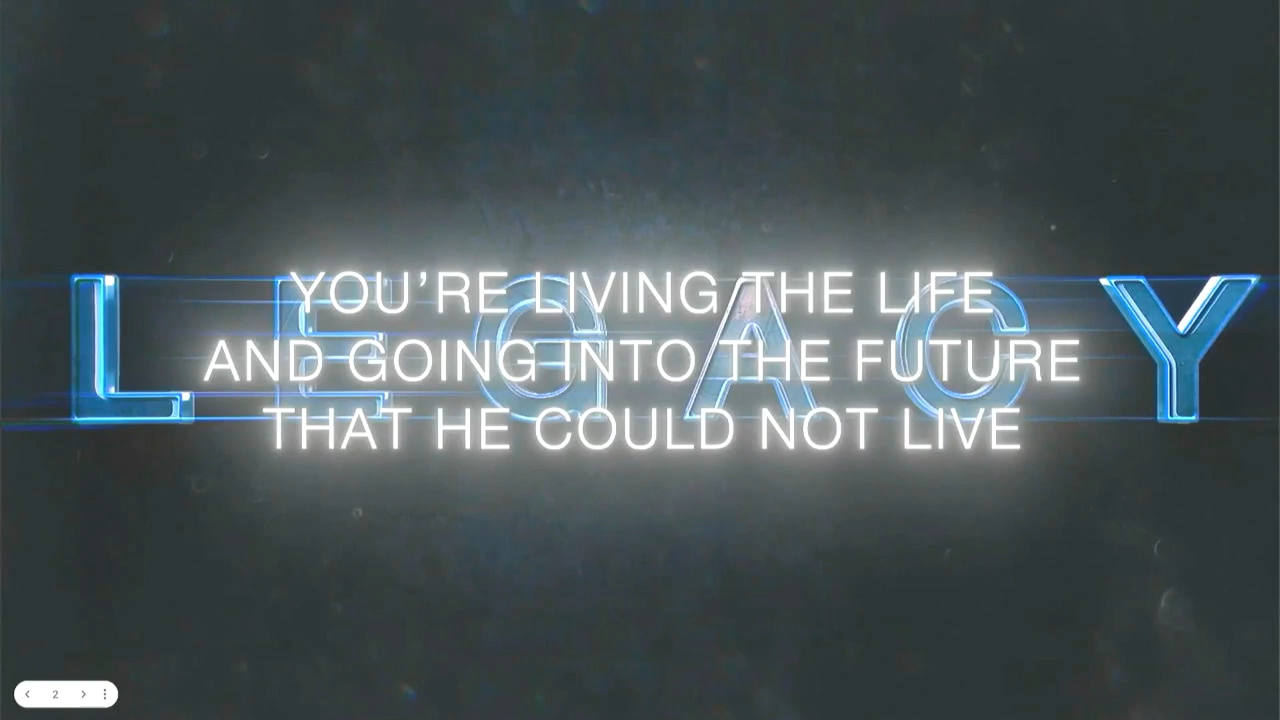 LEGACY
YOU’RE LIVING THE LIFE
AND GOING INTO THE FUTURE
THAT HE COULD NOT LIVE
2